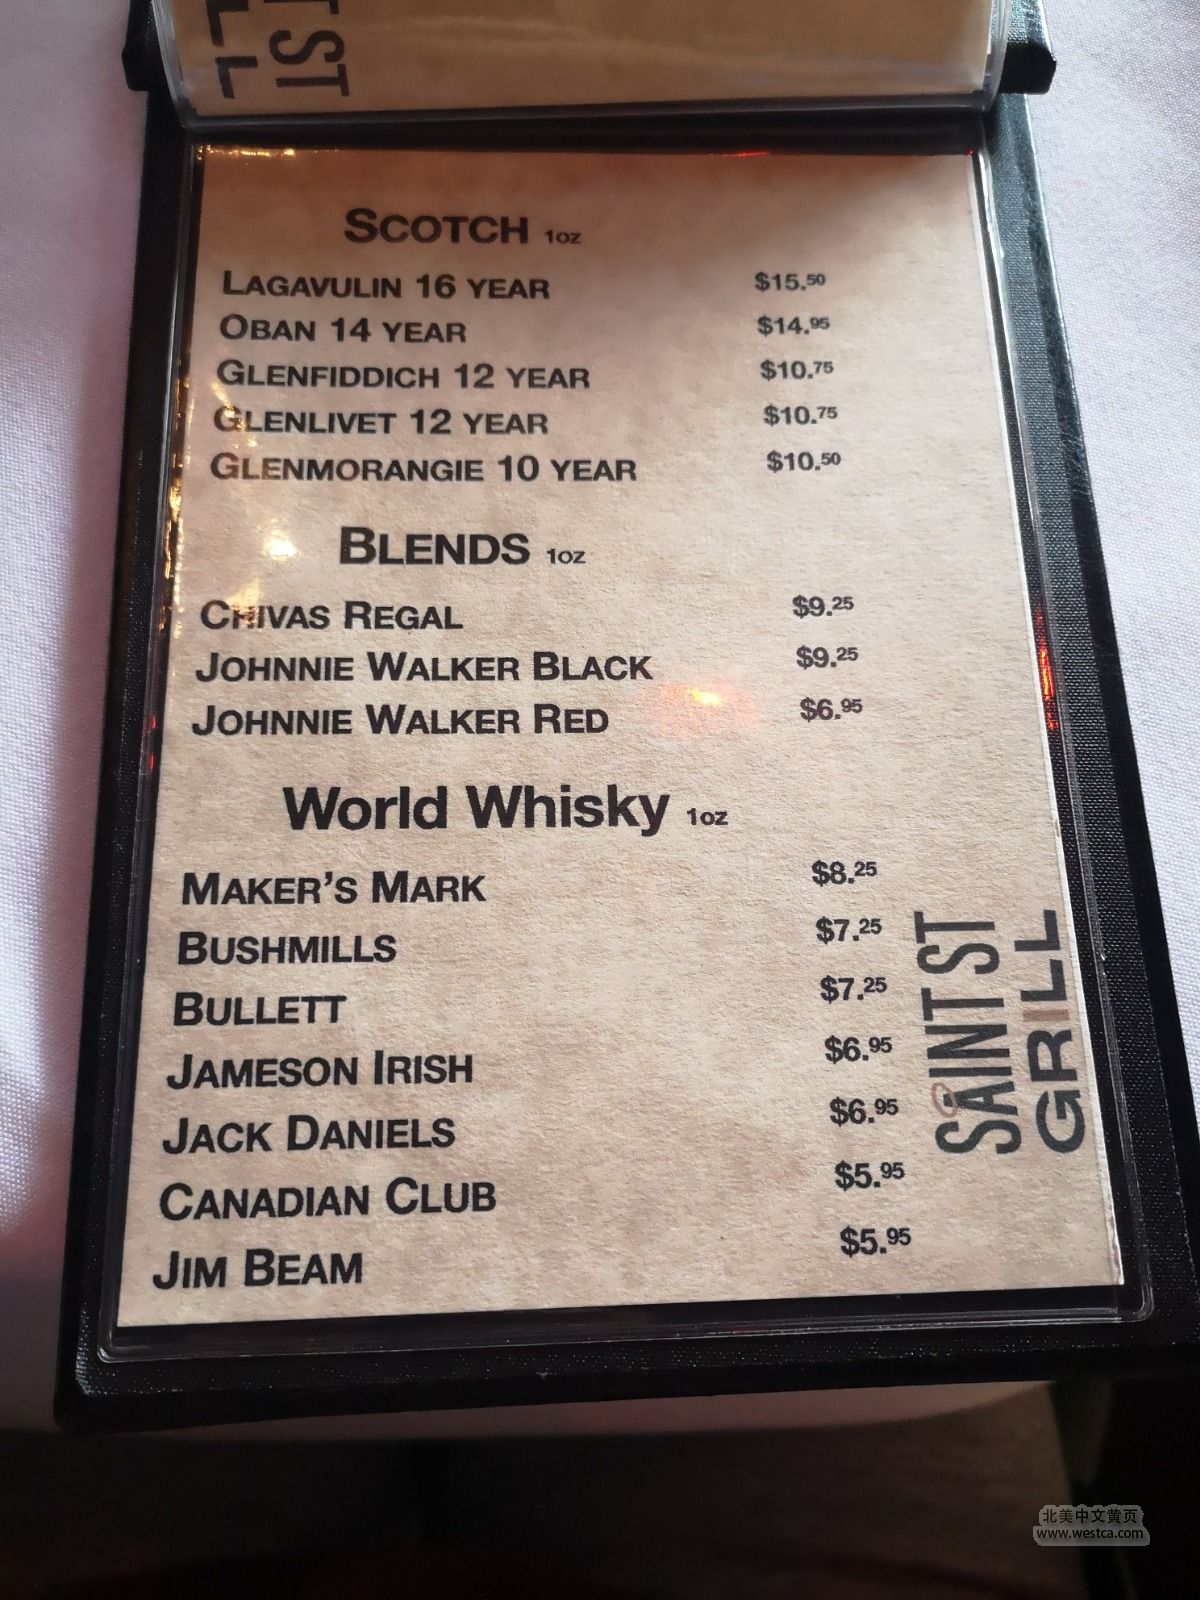 ST
LL
SCOTCH 1oz
LAGAVULIN 16 YEAR $15.50
OBAN 14 YEAR $14.95
GLENFIDDICH 12 YEAR $10.75
GLENLIVET 12 YEAR $10.75
GLENMORANGIE 10 YEAR $10.50
BLENDS 1oz
CHIVAS REGAL $9.25
JOHNNIE WALKER BLACK $9.25
JOHNNIE WALKER RED $6.95
World Whisky 1oz
MAKER'S MARK $8.25
BUSHMILLS $7.25
BULLETT $7.25
JAMESON IRISH $6.95
JACK DANIELS $6.95
CANADIAN CLUB $5.95
JIM BEAM $5.95
SAINT ST
GRILL
北美中文黄页
www.westca.com